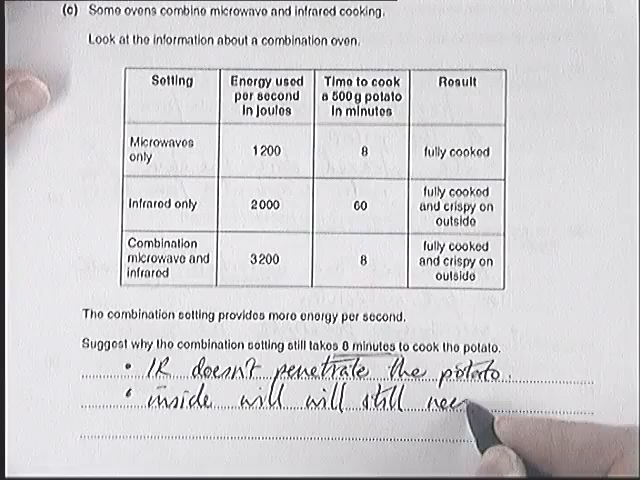 (c) Some ovens combine microwave and infrared cooking.
Look at the information about a combination oven.
Setting Energy used per second in joules Time to cook a 500 g potato in minutes Result
Microwaves only 1200 8 fully cooked
Infrared only 2000 60 fully cooked and crispy on outside
Combination microwave and infrared 3200 8 fully cooked and crispy on outside
The combination setting provides more energy per second.
Suggest why the combination setting still takes 8 minutes to cook the potato.
• IR doesn't penetrate the potato.
• inside will will still nee